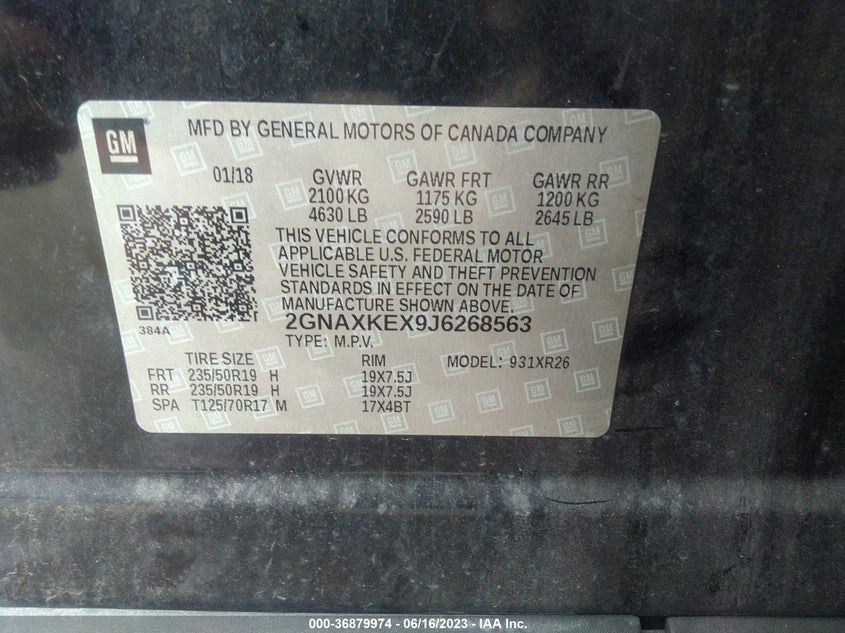 GM
MFD BY GENERAL MOTORS OF CANADA COMPANY
01/18 GVWR GAWR FRT GAWR RR
2100 KG 1175 KG 1200 KG
4630 LB 2590 LB 2645 LB
THIS VEHICLE CONFORMS TO ALL
APPLICABLE U.S. FEDERAL MOTOR
VEHICLE SAFETY AND THEFT PREVENTION
STANDARDS IN EFFECT ON THE DATE OF
MANUFACTURE SHOWN ABOVE.
384A
2GNAXKEX9J6268563
TYPE: M.P.V.
TIRE SIZE RIM MODEL: 931XR26
FRT 235/50R19 H 19X7.5J
RR 235/50R19 H 19X7.5J
SPA T125/70R17 M 17X4BT
000-36879974 / 06/16/2023 - IAA Inc.